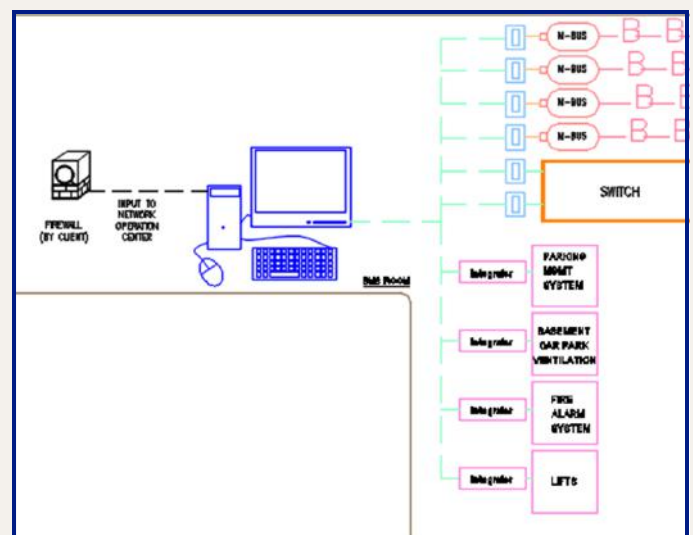 M-BUS
M-BUS
M-BUS
M-BUS
SWITCH
FIREWALL
(BY CLIENT)
INPUT TO
NETWORK
OPERATION
CENTER
BMS ROOM
Integrator
PARKING
MGMT
SYSTEM
Integrator
BASEMENT
CAR PARK
VENTILATION
Integrator
FIRE
ALARM
SYSTEM
Integrator
LIFTS